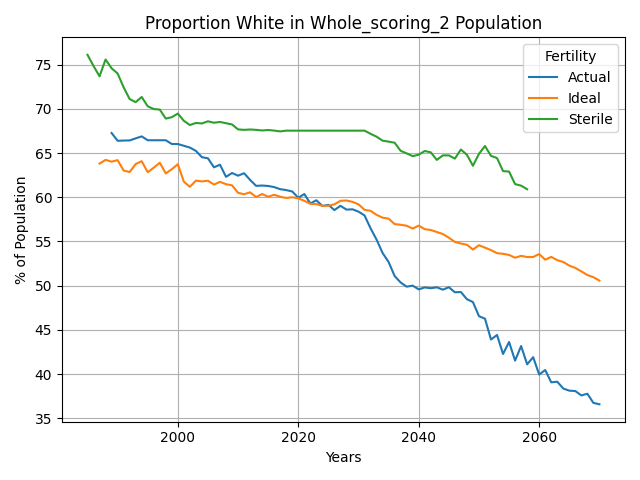 Proportion White in Whole_scoring_2 Population
Fertility
Actual
Ideal
Sterile
% of Population
75
70
65
60
55
50
45
40
35
2000
2020
2040
2060
Years